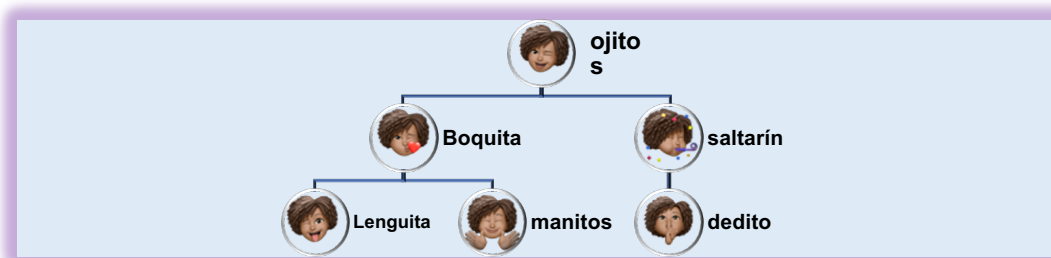 ojito
s
Boquita
saltarín
Lenguita
manitos
dedito